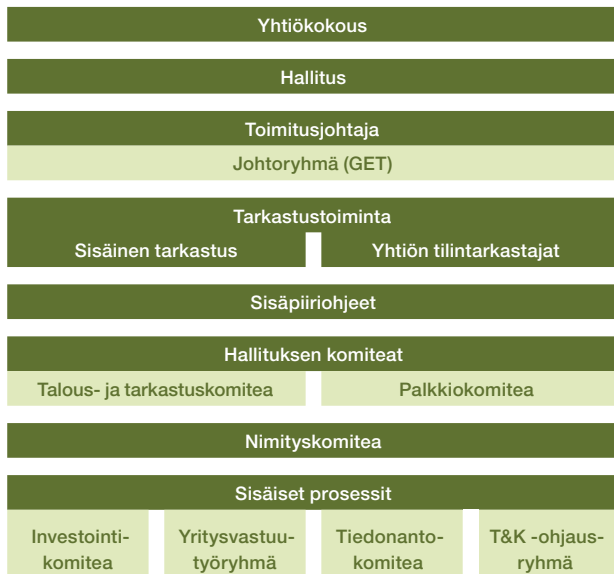 Yhtiökokous
Hallitus
Toimitusjohtaja
Johtoryhmä (GET)
Tarkastustoiminta
Sisäinen tarkastus
Yhtiön tilintarkastajat
Sisäpiiriohjeet
Hallituksen komiteat
Talous- ja tarkastuskomitea
Palkkiokomitea
Nimityskomitea
Sisäiset prosessit
Investointi-
komitea
Yritysvastuu-
työryhmä
Tiedonanto-
komitea
T&K -ohjaus-
ryhmä